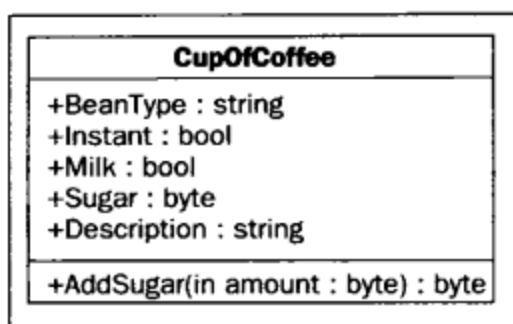 CupOfCoffee
+BeanType : string
+Instant : bool
+Milk : bool
+Sugar : byte
+Description : string
+AddSugar(in amount : byte) : byte